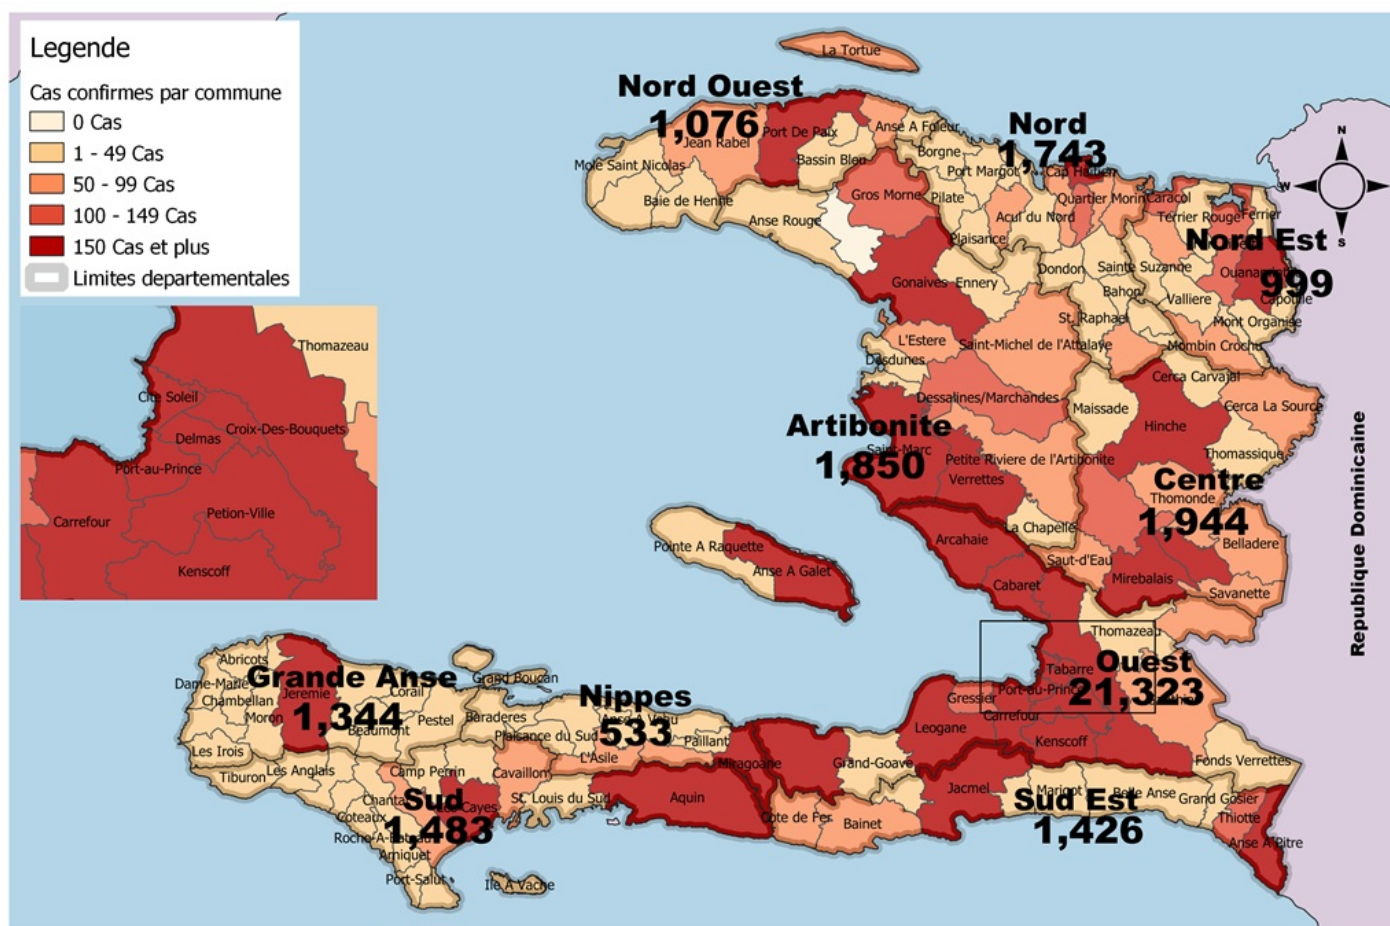 Legende
Cas confirmes par commune
0 Cas
1 - 49 Cas
50 - 99 Cas
100 - 149 Cas
150 Cas et plus
Limites departementales
Thomazeau
Cite Soleil
Delmas
Croix-Des-Bouquets
Port-au-Prince
Carrefour
Petion-Ville
Kenscoff
La Tortue
Nord Ouest
1,076
Port De Paix
Jean Rabel
Anse A Foleur
Mole Saint Nicolas
Bassin Bleu
Baie de Henne
Anse Rouge
Nord
1,743
Cap Haitien
Borgne
Port Margot
Gros Morne
Pilate
Acul du Nord
Quartier Morin
Caracol
Terrier Rouge
Ferrier
Plaisance
N
W
S
Nord Est
999
Gonaives
Ennery
Dondon
Sainte Suzanne
Bahon
Valliere
Capotille
St. Raphael
Mont Organise
Mombin Crochu
L'Estere
Saint-Michel de l'Attalaye
Desdunes
Cerca Carvajal
Dessalines/Marchandes
Maissade
Cerca La Source
Hinche
Artibonite
1,850
Saint-Marc
Petite Riviere de l'Artibonite
Verrettes
Thomassique
Centre
Thomonde
1,944
La Chapelle
Belladere
Saut-d'Eau
Mirebalais
Savanette
Republique Dominicaine
Arcahaie
Cabaret
Pointe A Raquette
Anse A Galet
Thomazeau
Tabarre
Ouest
21,323
Port-au-Prince
Gressier
Carrefour
Leogane
Kenscoff
Fonds Verrettes
Abricots
Grande Anse
1,344
Dame-Marie
Chambellan
Jeremie
Corail
Grand Boucan
Moron
Pestel
Beaumont
Les Irois
Nippes
533
Baraderes
Plaisance du Sud
Paillant
L'Asile
Miragoane
Grand-Goave
Tiburon
Les Anglais
Camp Perrin
Cavaillon
Sud
1,483
St. Louis du Sud
Aquin
Coteaux
Arniquet
Port-Salut
Ile A Vache
Cote de Fer
Bainet
Jacmel
Sud Est
1,426
Marigot
Belle Anse
Grand Gosier
Thiotte
Anse A Pitre